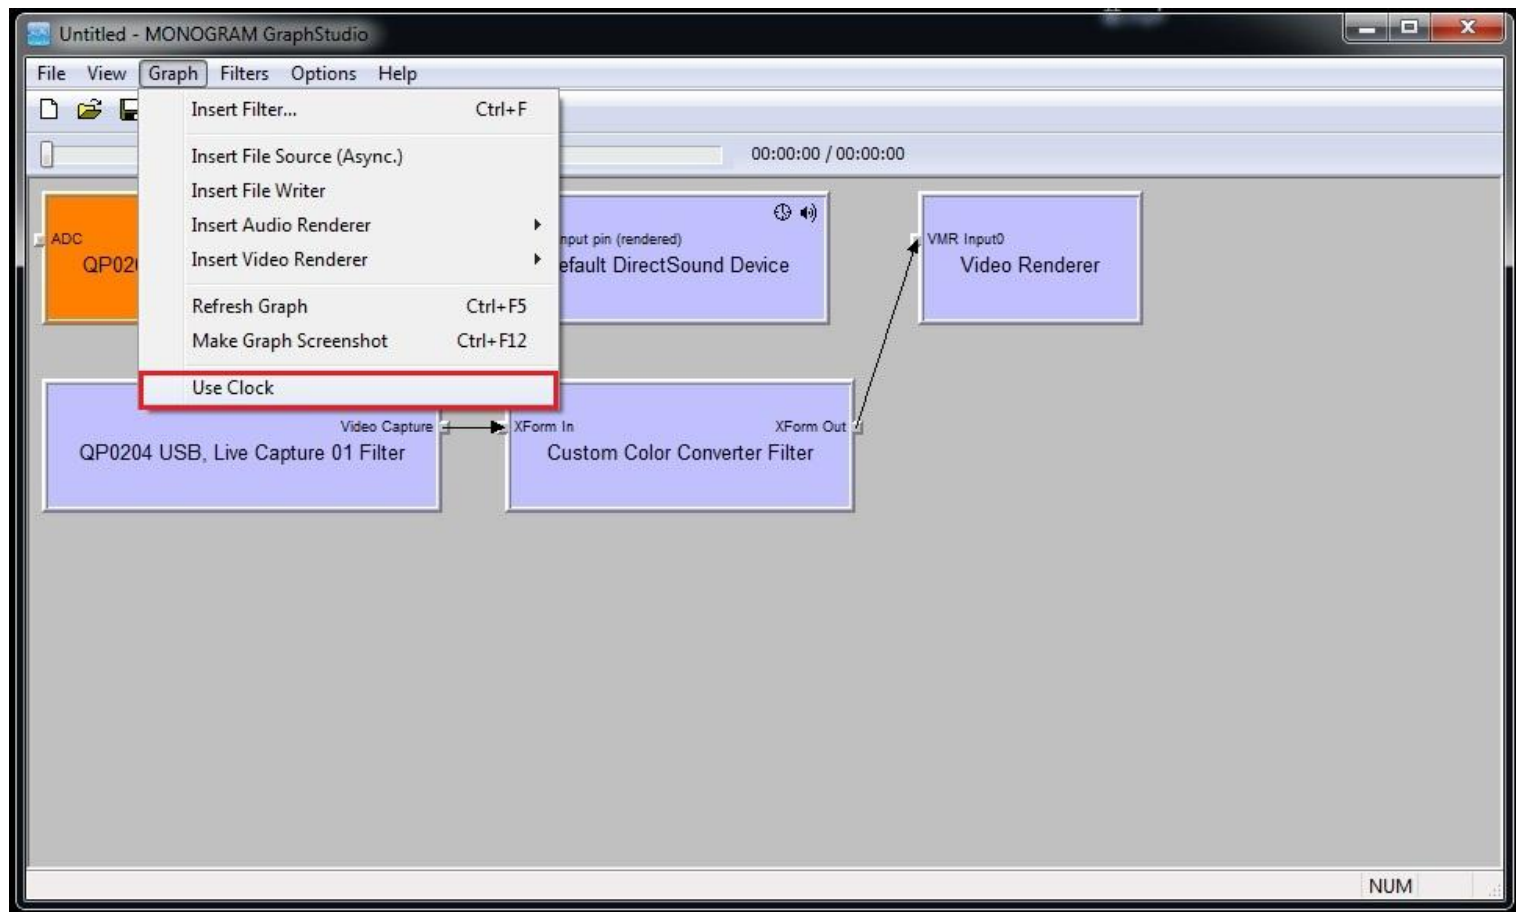 Untitled - MONOGRAM GraphStudio
File View Graph Filters Options Help
Insert Filter... Ctrl+F
Insert File Source (Async.)
00:00:00 / 00:00:00
Insert File Writer
Insert Audio Renderer
Insert Video Renderer
Refresh Graph Ctrl+F5
Make Graph Screenshot Ctrl+F12
Use Clock
ADC
QP02
nput pin (rendered)
efault DirectSound Device
VMR Input0
Video Renderer
Video Capture
QP0204 USB, Live Capture 01 Filter
XForm In XForm Out
Custom Color Converter Filter
NUM